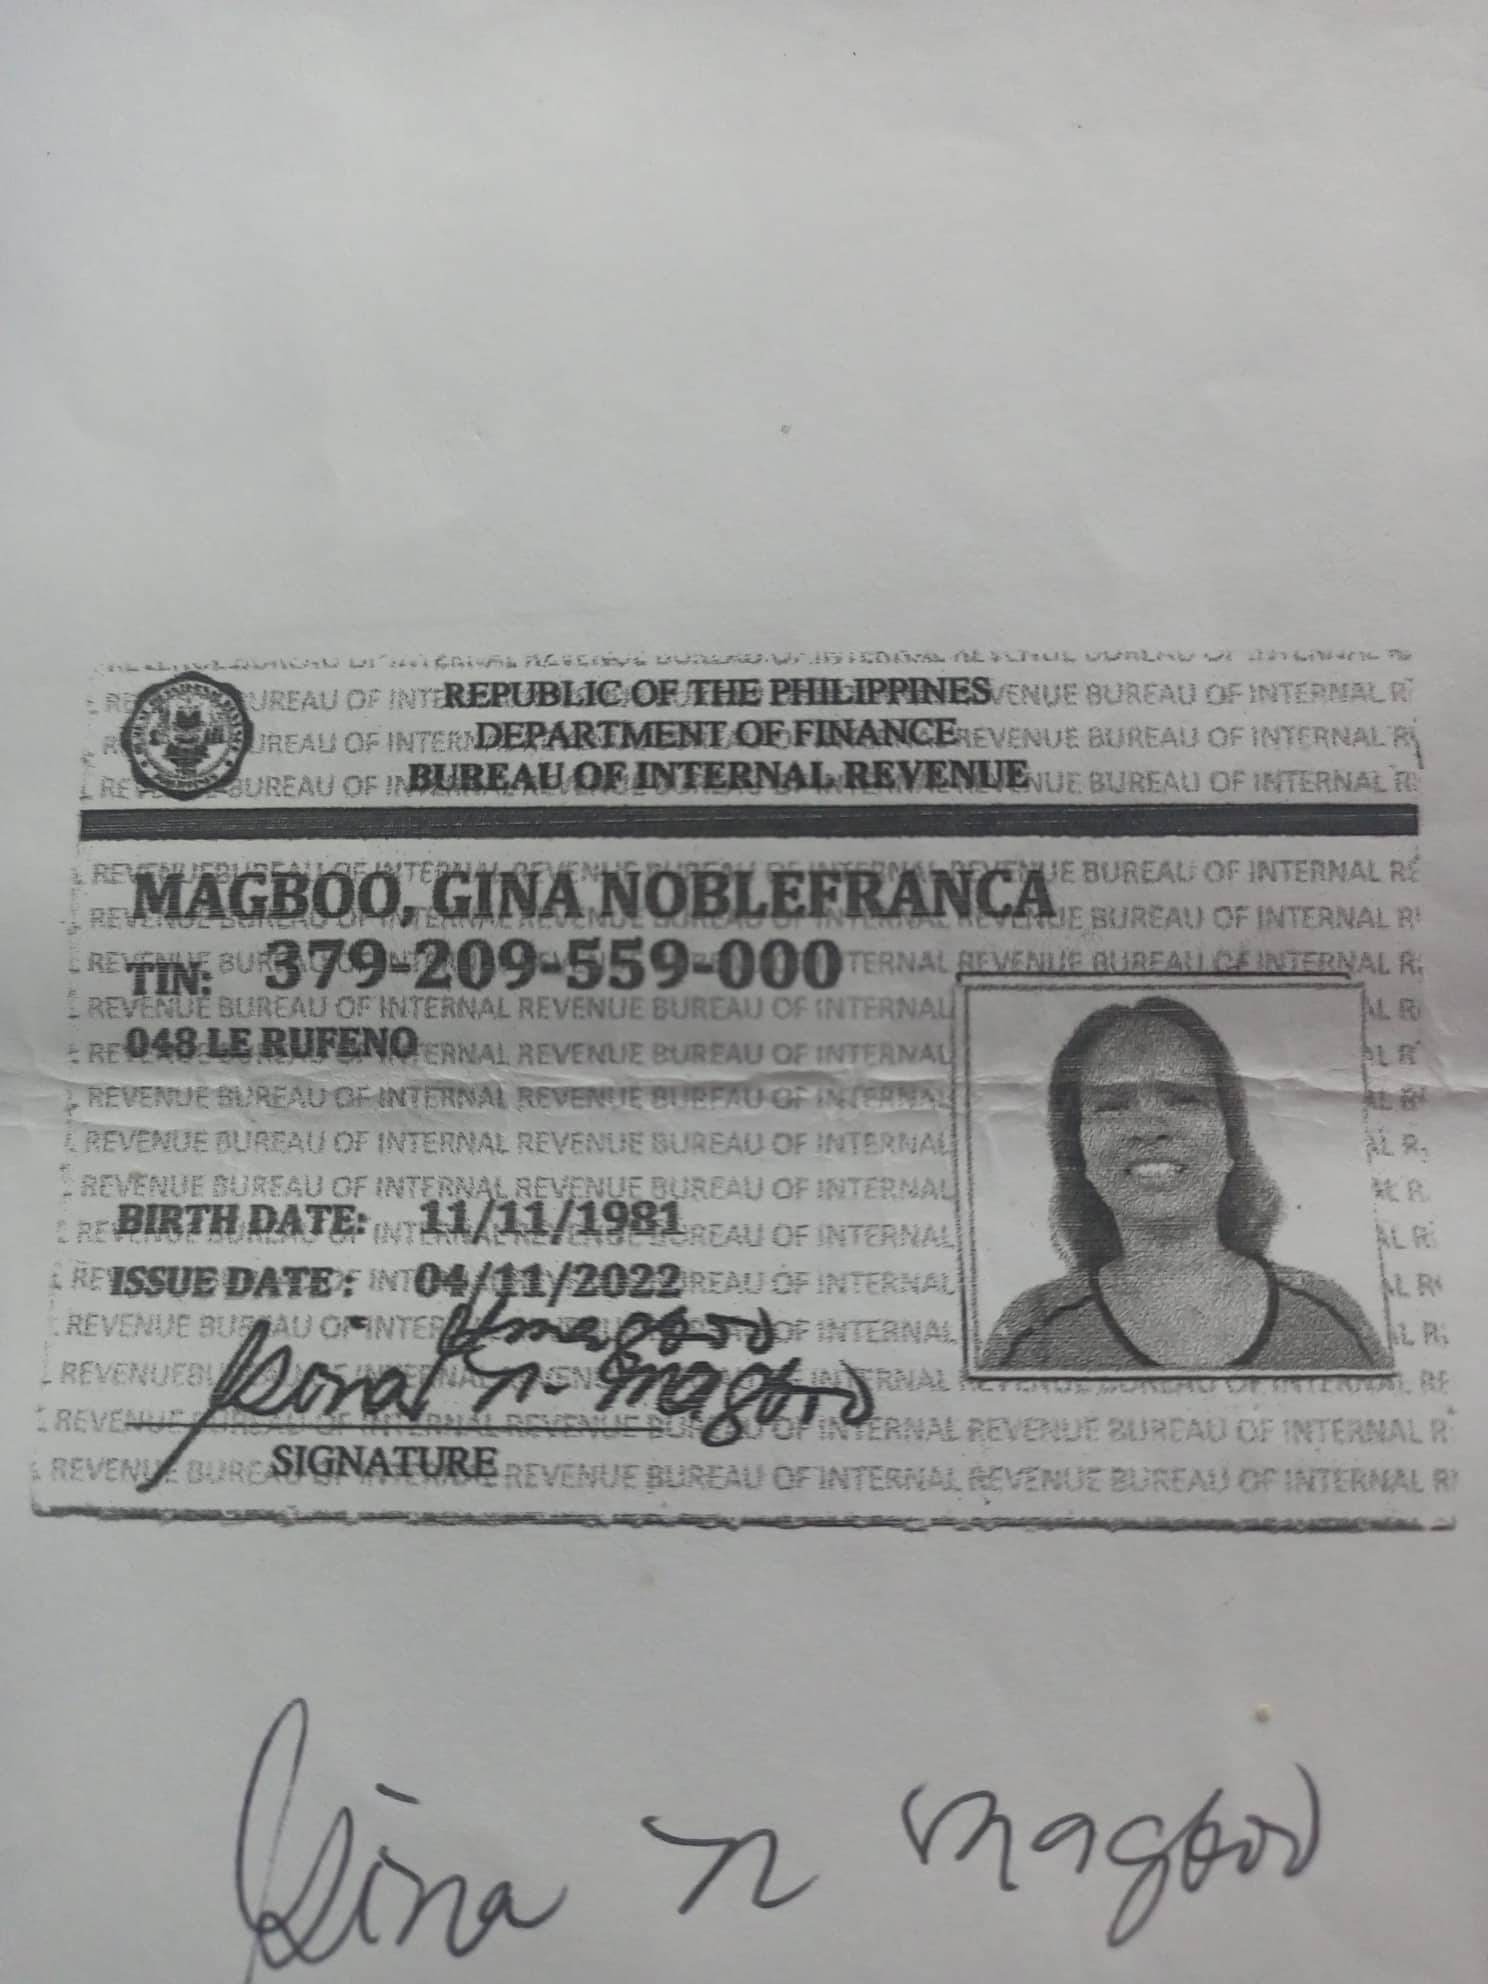 REPUBLIC OF THE PHILIPPINES
DEPARTMENT OF FINANCE
BUREAU OF INTERNAL REVENUE
MAGBOO, GINA NOBLEFRANCA
TIN: 379-209-559-000
048 LE RUFENO
BIRTH DATE: 11/11/1981
ISSUE DATE: 04/11/2022
Magboo
Gina n. Magboo
SIGNATURE
Gina n Magboo